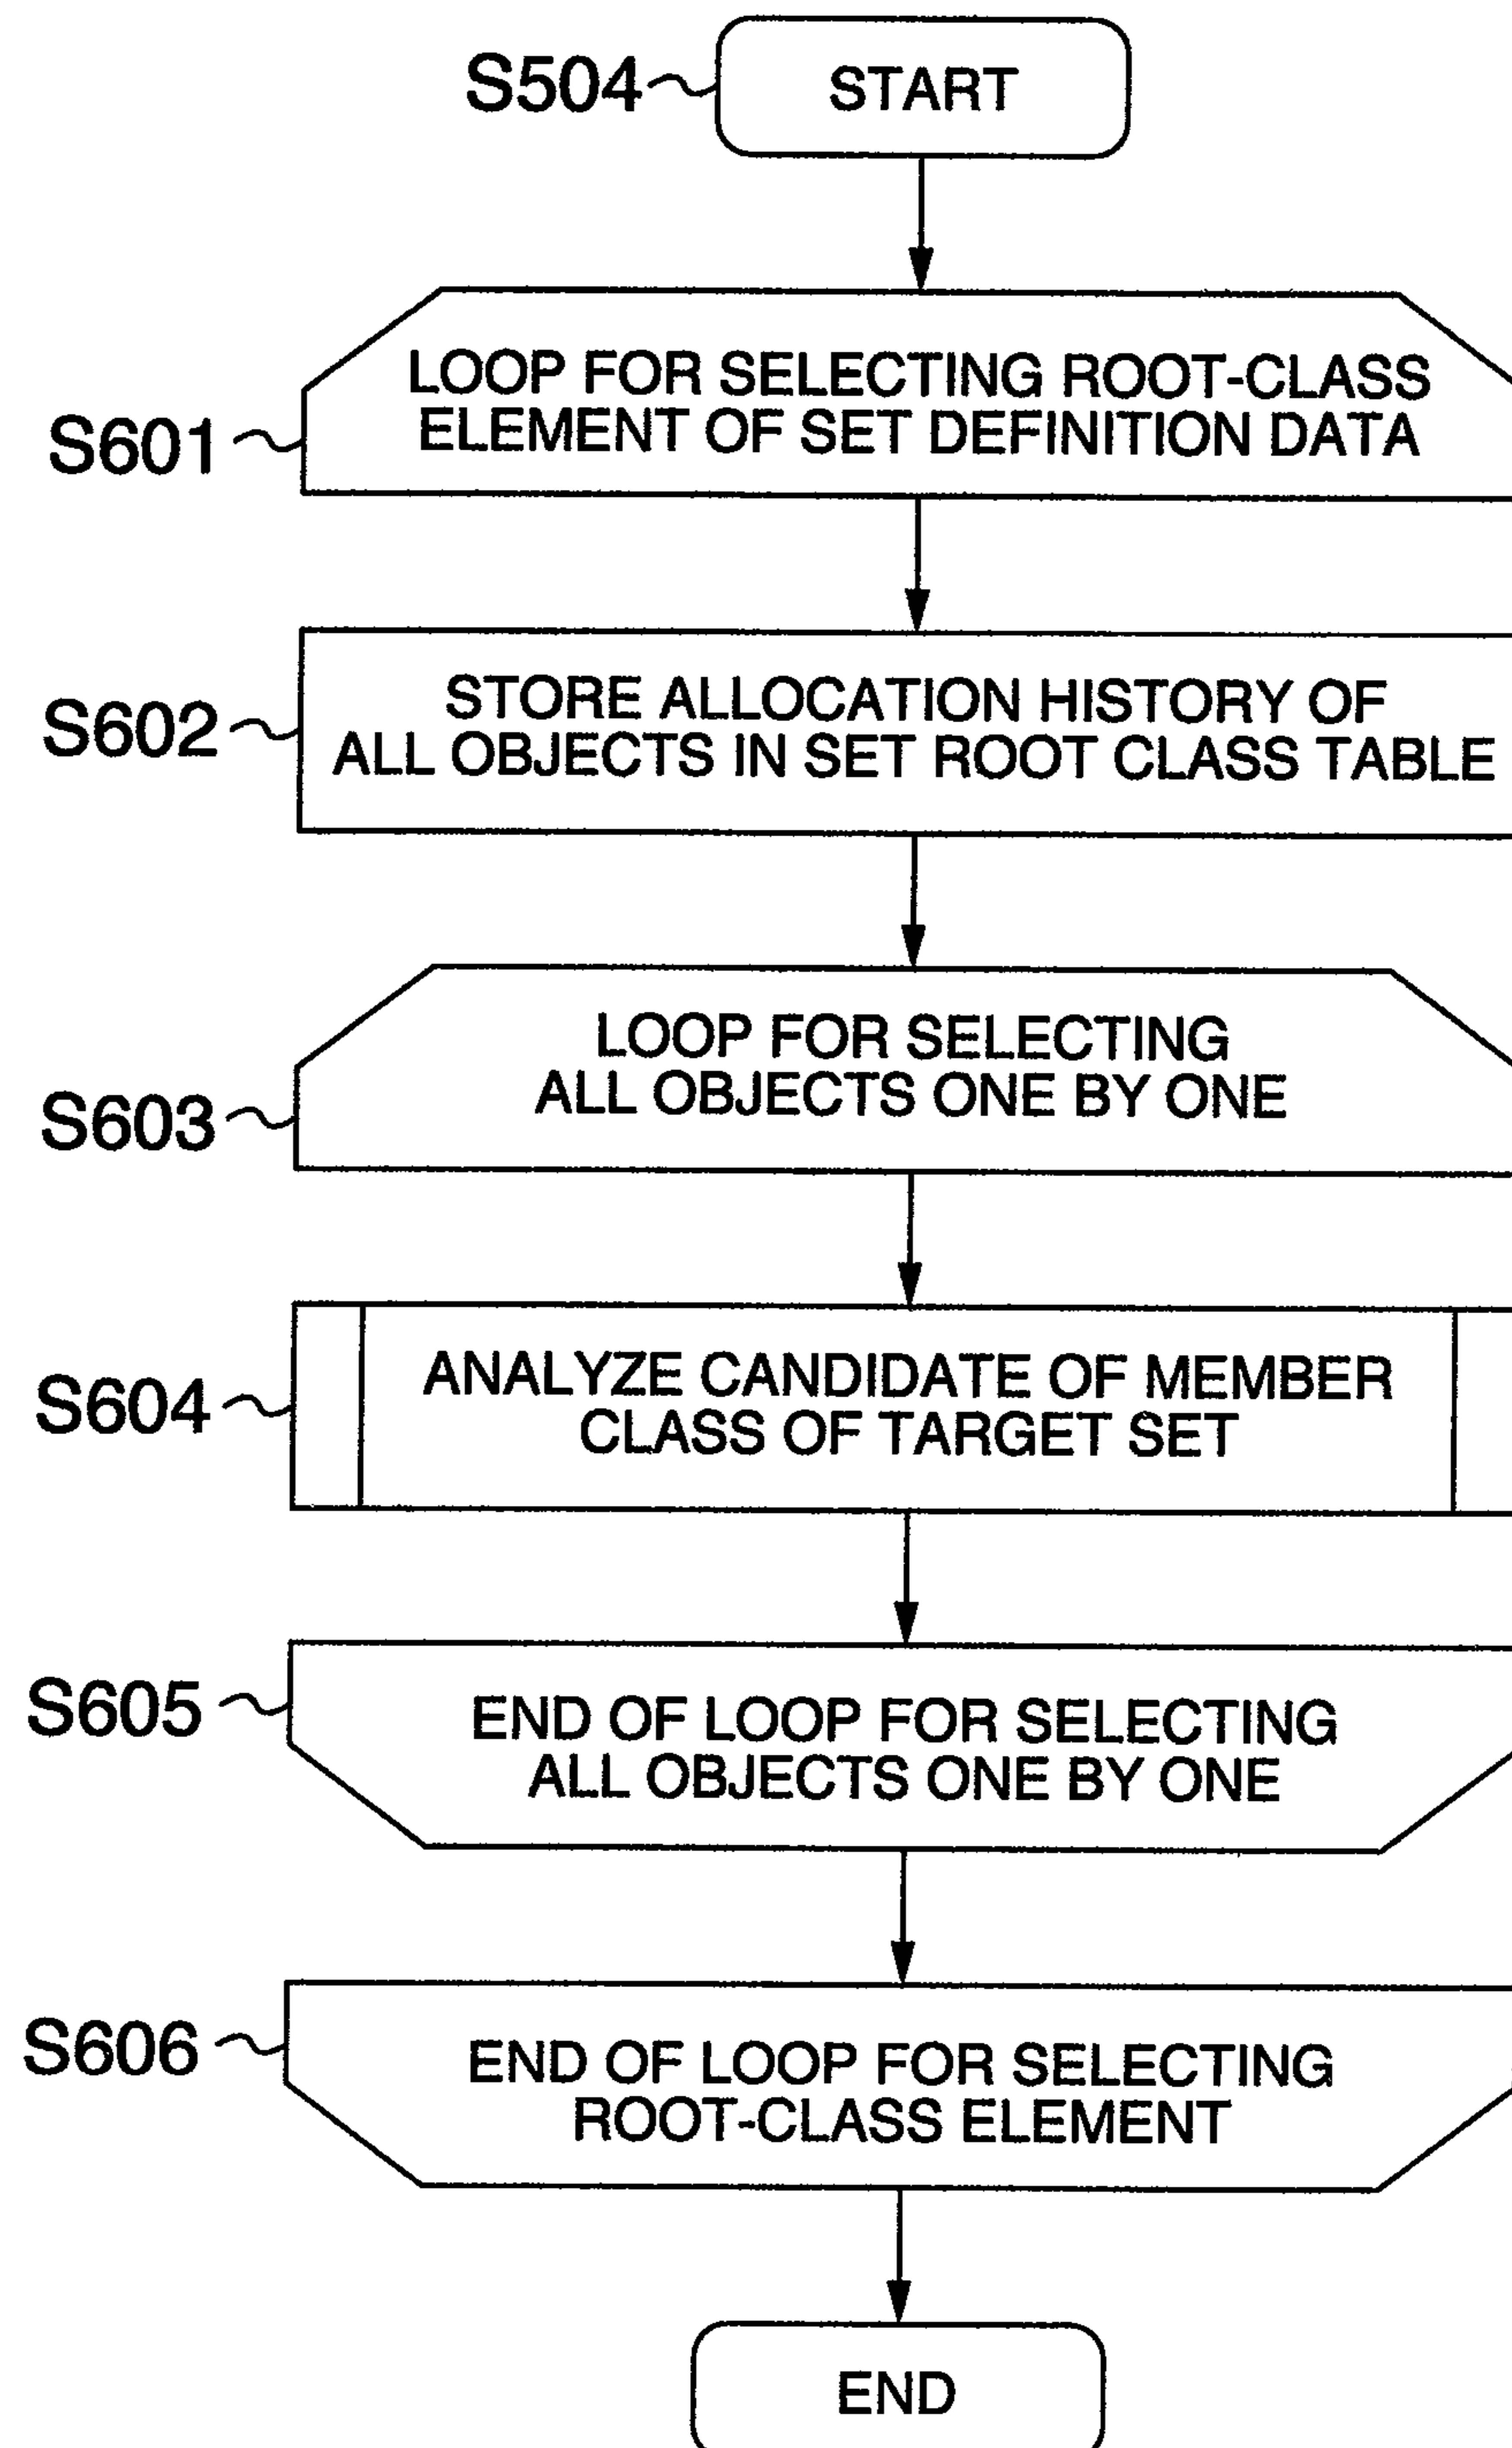 S504
START
S601
LOOP FOR SELECTING ROOT-CLASS
ELEMENT OF SET DEFINITION DATA
S602
STORE ALLOCATION HISTORY OF
ALL OBJECTS IN SET ROOT CLASS TABLE
S603
LOOP FOR SELECTING
ALL OBJECTS ONE BY ONE
S604
ANALYZE CANDIDATE OF MEMBER
CLASS OF TARGET SET
S605
END OF LOOP FOR SELECTING
ALL OBJECTS ONE BY ONE
S606
END OF LOOP FOR SELECTING
ROOT-CLASS ELEMENT
END